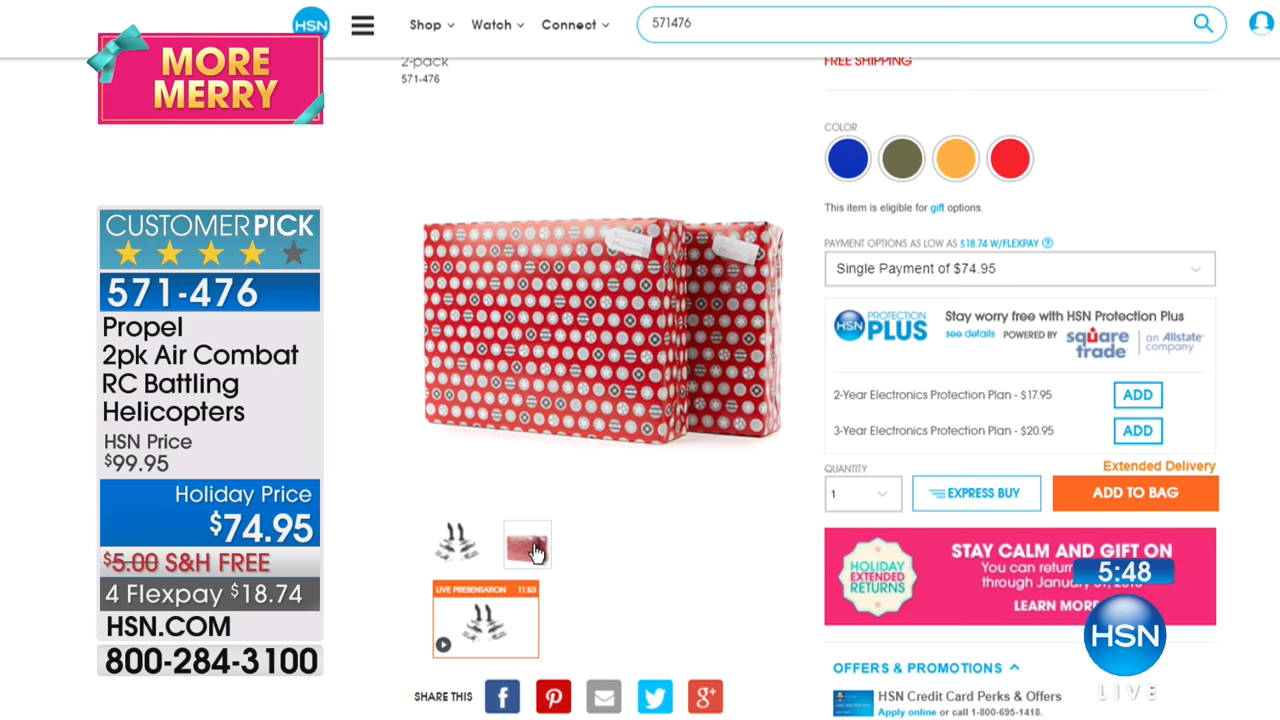 HSN
Shop
Watch
Connect
571476
MORE
MERRY
2-pack
571-476
FREE SHIPPING
COLOR
This item is eligible for gift options.
PAYMENT OPTIONS AS LOW AS $18.74 W/FLEXPAY ?
Single Payment of $74.95
HSN PROTECTION PLUS
Stay worry free with HSN Protection Plus
see details POWERED BY square trade an Allstate company
2-Year Electronics Protection Plan - $17.95 ADD
3-Year Electronics Protection Plan - $20.95 ADD
Extended Delivery
QUANTITY
1
EXPRESS BUY
ADD TO BAG
CUSTOMER PICK
571-476
Propel
2pk Air Combat
RC Battling
Helicopters
HSN Price
$99.95
Holiday Price
$74.95
$5.00 S&H FREE
4 Flexpay $18.74
HSN.COM
800-284-3100
LIVE PRESENTATION 11:53
SHARE THIS
f
g+
HOLIDAY
EXTENDED
RETURNS
STAY CALM AND GIFT ON
You can return
through January
LEARN MORE
5:48
HSN
LIVE
OFFERS & PROMOTIONS
HSN Credit Card Perks & Offers
Apply online or call 1-800-695-1418.